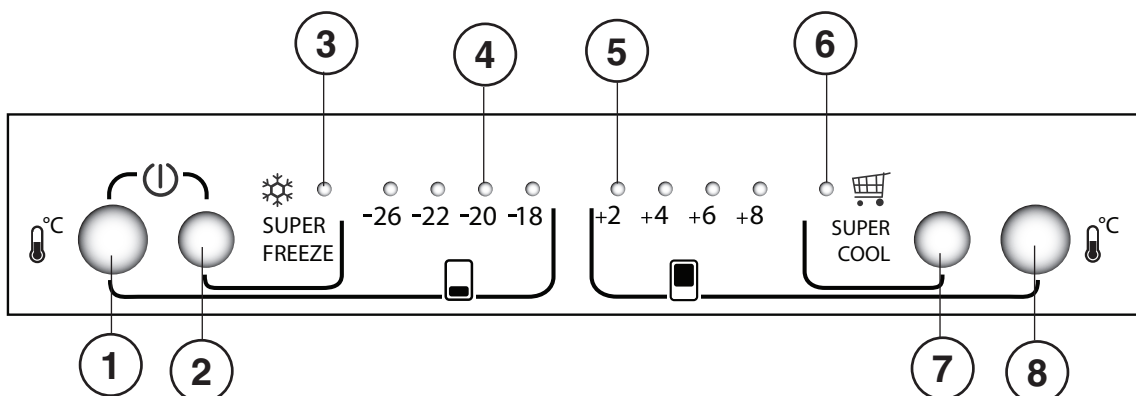 3 4 5 6
°C SUPER -26 -22 -20 -18 +2 +4 +6 +8 SUPER °C
FREEZE COOL
1 2 7 8